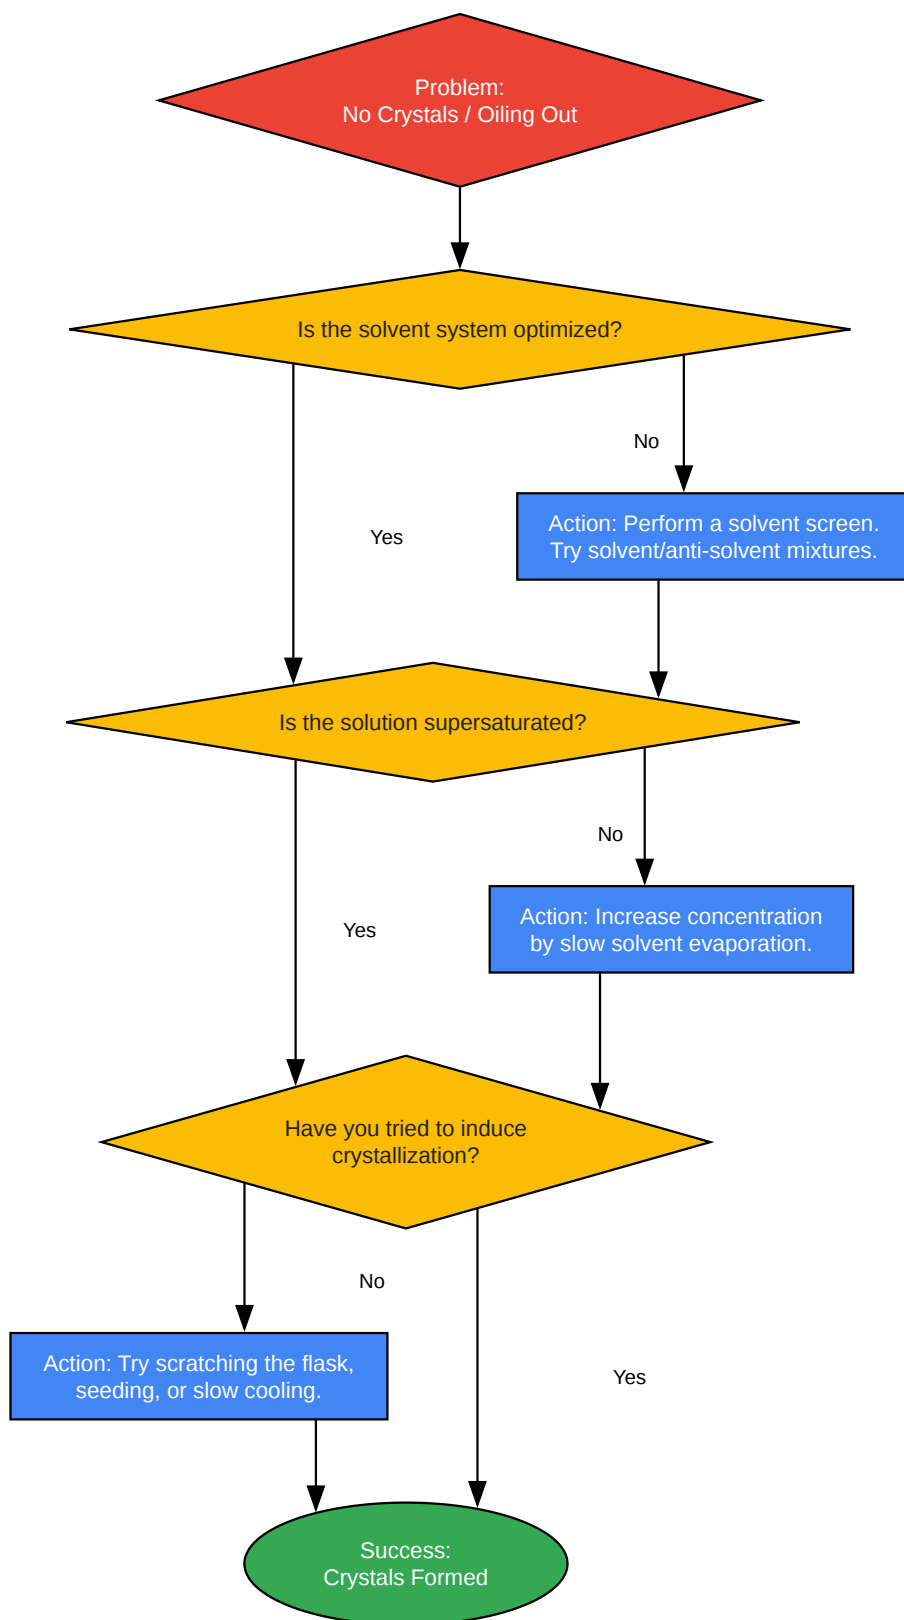 Problem:
No Crystals / Oiling Out
Is the solvent system optimized?
No
Action: Perform a solvent screen.
Try solvent/anti-solvent mixtures.
Yes
Is the solution supersaturated?
No
Action: Increase concentration
by slow solvent evaporation.
Yes
Have you tried to induce
crystallization?
No
Action: Try scratching the flask,
seeding, or slow cooling.
Yes
Success:
Crystals Formed